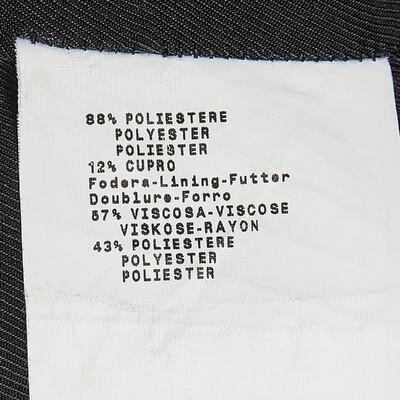 88% POLIESTERE
POLYESTER
POLIESTER
12% CUPRO
Fodera-Lining-Futter
Doublure-Forro
57% VISCOSA-VISCOSE
VISKOSE-RAYON
43% POLIESTERE
POLYESTER
POLIESTER